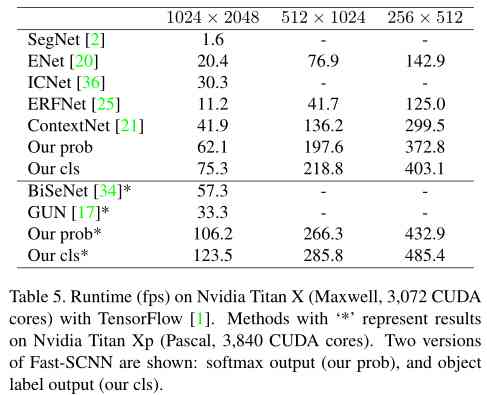 1024 × 2048 512 × 1024 256 × 512
SegNet [2] 1.6 - -
ENet [20] 20.4 76.9 142.9
ICNet [36] 30.3 - -
ERFNet [25] 11.2 41.7 125.0
ContextNet [21] 41.9 136.2 299.5
Our prob 62.1 197.6 372.8
Our cls 75.3 218.8 403.1
BiSeNet [34]* 57.3 - -
GUN [17]* 33.3 - -
Our prob* 106.2 266.3 432.9
Our cls* 123.5 285.8 485.4
Table 5. Runtime (fps) on Nvidia Titan X (Maxwell, 3,072 CUDA
cores) with TensorFlow [1]. Methods with ‘*’ represent results
on Nvidia Titan Xp (Pascal, 3,840 CUDA cores). Two versions
of Fast-SCNN are shown: softmax output (our prob), and object
label output (our cls).